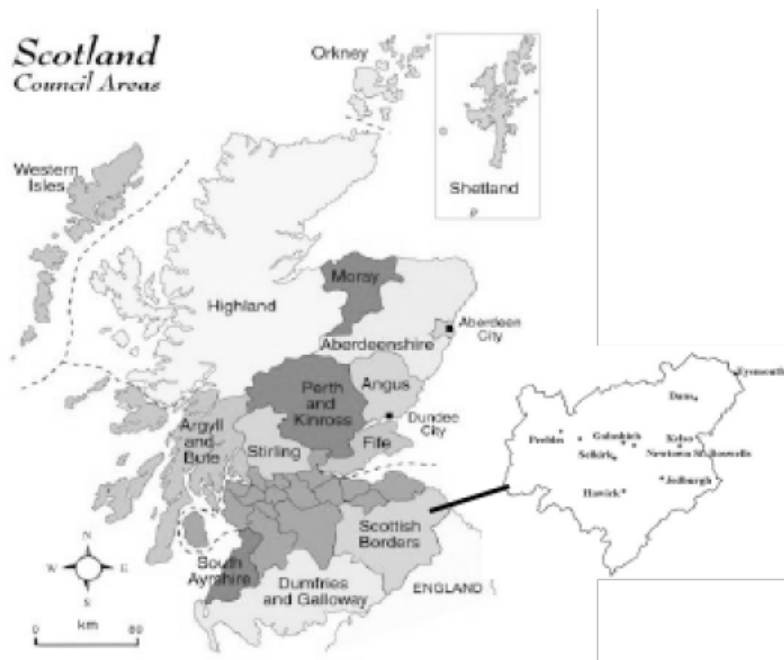 Scotland
Council Areas
Orkney
Western
Isles
Shetland
Moray
Highland
Aberdeen
City
Aberdeenshire
Perth
and
Kinross
Angus
Dundee
City
Argyll
and
Bute
Stirling
Fife
Eyemouth
Duns
Peebles
Galashiels
Kelso
Selkirk
Newtown St. Boswells
Jedburgh
Hawick
Scottish
Borders
N
W E
S
South
Ayrshire
Dumfries
and Galloway
ENGLAND
0 km 80